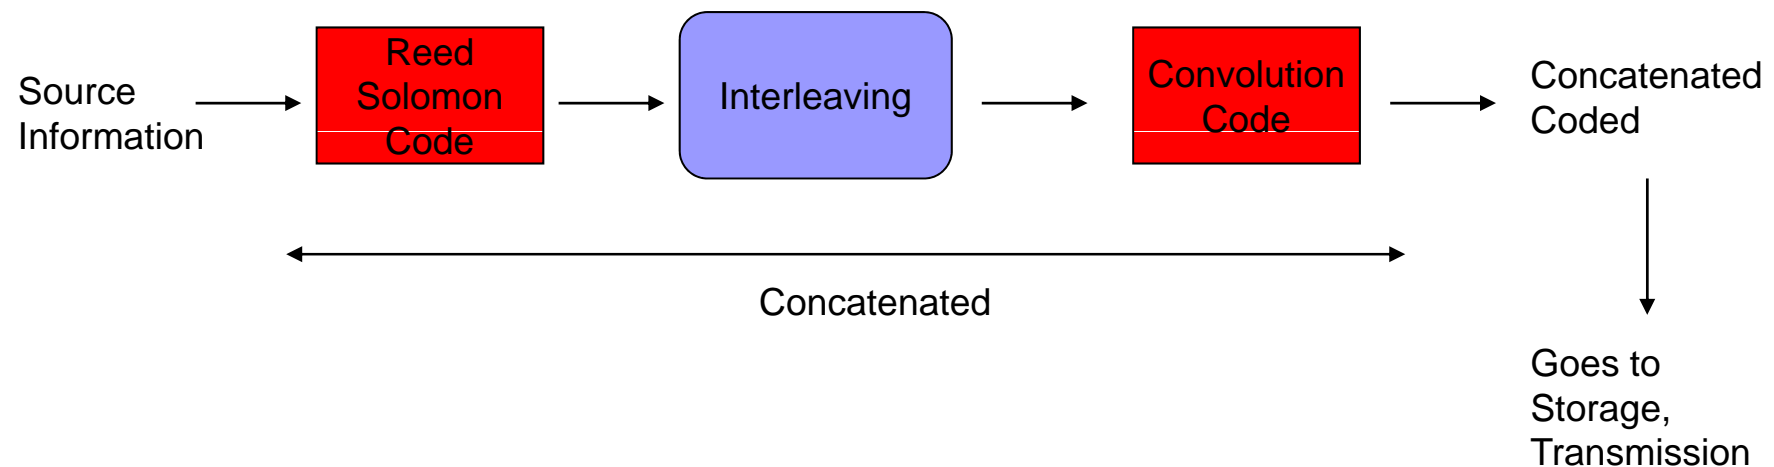 Source
Information
Reed
Solomon
Code
Interleaving
Convolution
Code
Concatenated
Coded
Concatenated
Goes to
Storage,
Transmission